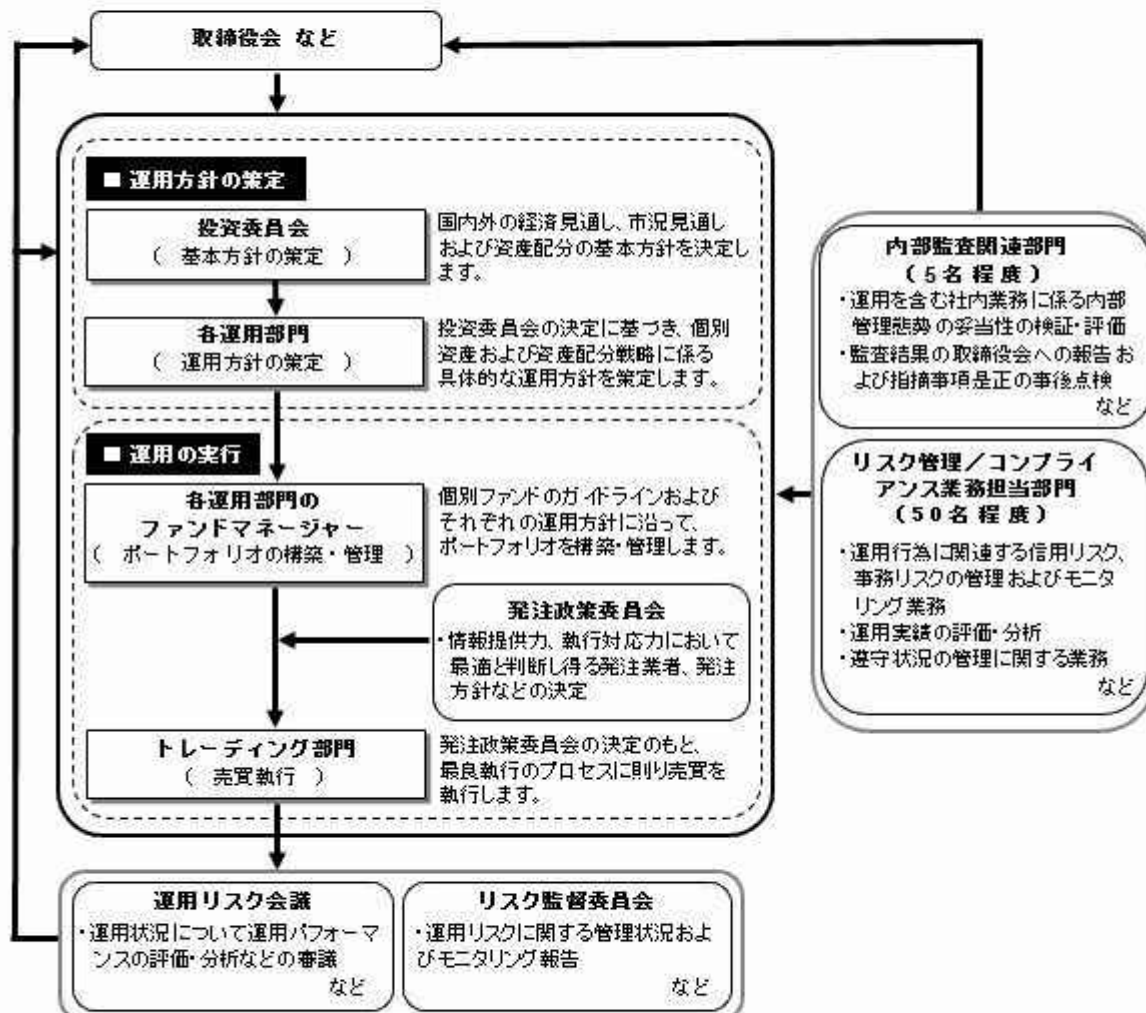 取締役会 など
■ 運用方針の策定
投資委員会
( 基本方針の策定 )
国内外の経済見通し、市況見通し
および資産配分の基本方針を決定し
ます。
各運用部門
( 運用方針の策定 )
投資委員会の決定に基づき、個別
資産および資産配分戦略に係る
具体的な運用方針を策定します。
■ 運用の実行
各運用部門の
ファンドマネージャー
( ポートフォリオの構築・管理 )
個別ファンドのガイドラインおよび
それぞれの運用方針に沿って、
ポートフォリオを構築・管理します。
発注政策委員会
・情報提供力、執行対応力において
最適と判断し得る発注業者、発注
方針などの決定
トレーディング部門
( 売買執行 )
発注政策委員会の決定のもと、
最良執行のプロセスに則り売買を
執行します。
内部監査関連部門
(5名程度)
・運用を含む社内業務に係る内部
管理態勢の妥当性の検証・評価
・監査結果の取締役会への報告お
よび指摘事項是正の事後点検
など
リスク管理/コンプライ
アンス業務担当部門
(50名程度)
・運用行為に関連する信用リスク、
事務リスクの管理およびモニタ
リング業務
・運用実績の評価・分析
・遵守状況の管理に関する業務
など
運用リスク会議
・運用状況について運用パフォーマ
ンスの評価・分析などの審議
など
リスク監督委員会
・運用リスクに関する管理状況およ
びモニタリング報告
など